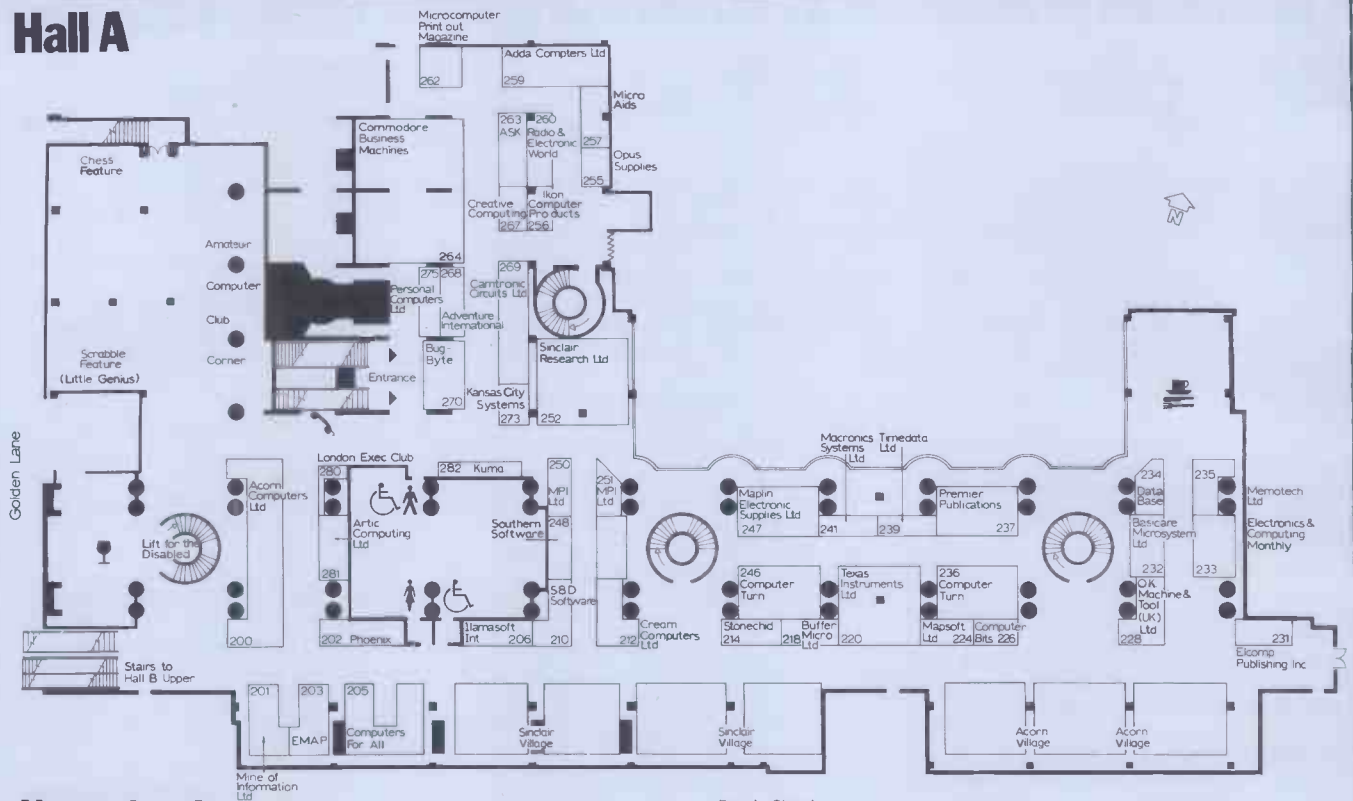 Hall A
Microcomputer
Print out
Magazine
262
Adda Compters Ltd
259
Micro
Aids
257
Opus
Supplies
255
263
ASK
260
Radio &
Electronic
World
Commodore
Business
Machines
264
Creative
Computing
267
Ikon
Computer
Products
256
Chess
Feature
Amateur
Computer
Club
Corner
Scrabble
Feature
(Little Genius)
N
275
268
Personal
Computers
Ltd
Adventure
International
269
Camtronic
Circuits Ltd
Bug-
Byte
270
Entrance
Kansas City
Systems
273
Sinclair
Research Ltd
252
Golden Lane
Acorn
Computers
Ltd
200
Lift for the
Disabled
London Exec Club
280
282 Kuma
Artic
Computing
Ltd
281
Southern
Software
250
MPI
Ltd
248
251
MPI
Ltd
S&D
Software
202 Phoenix
llamasoft
Int
206
210
212
Cream
Computers
Ltd
Macronics
Systems
Ltd
Timedata
Ltd
Maplin
Electronic
Supplies Ltd
247
241
239
Premier
Publications
237
246
Computer
Turn
Texas
Instruments
Ltd
236
Computer
Turn
Stonechip
214
218
Buffer
Micro
Ltd
220
Mapsoft
Ltd
224
Computer
Bits 226
234
Data
Base
235
Memotech
Ltd
Basicare
Microsystem
Ltd
232
Electronics &
Computing
Monthly
233
OK
Machine &
Tool
(UK)
Ltd
228
231
Elcomp
Publishing Inc
Stairs to
Hall B Upper
201
203
EMAP
205
Computers
For All
Sinclair
Village
Sinclair
Village
Acorn
Village
Acorn
Village
Mine of
Information
Ltd